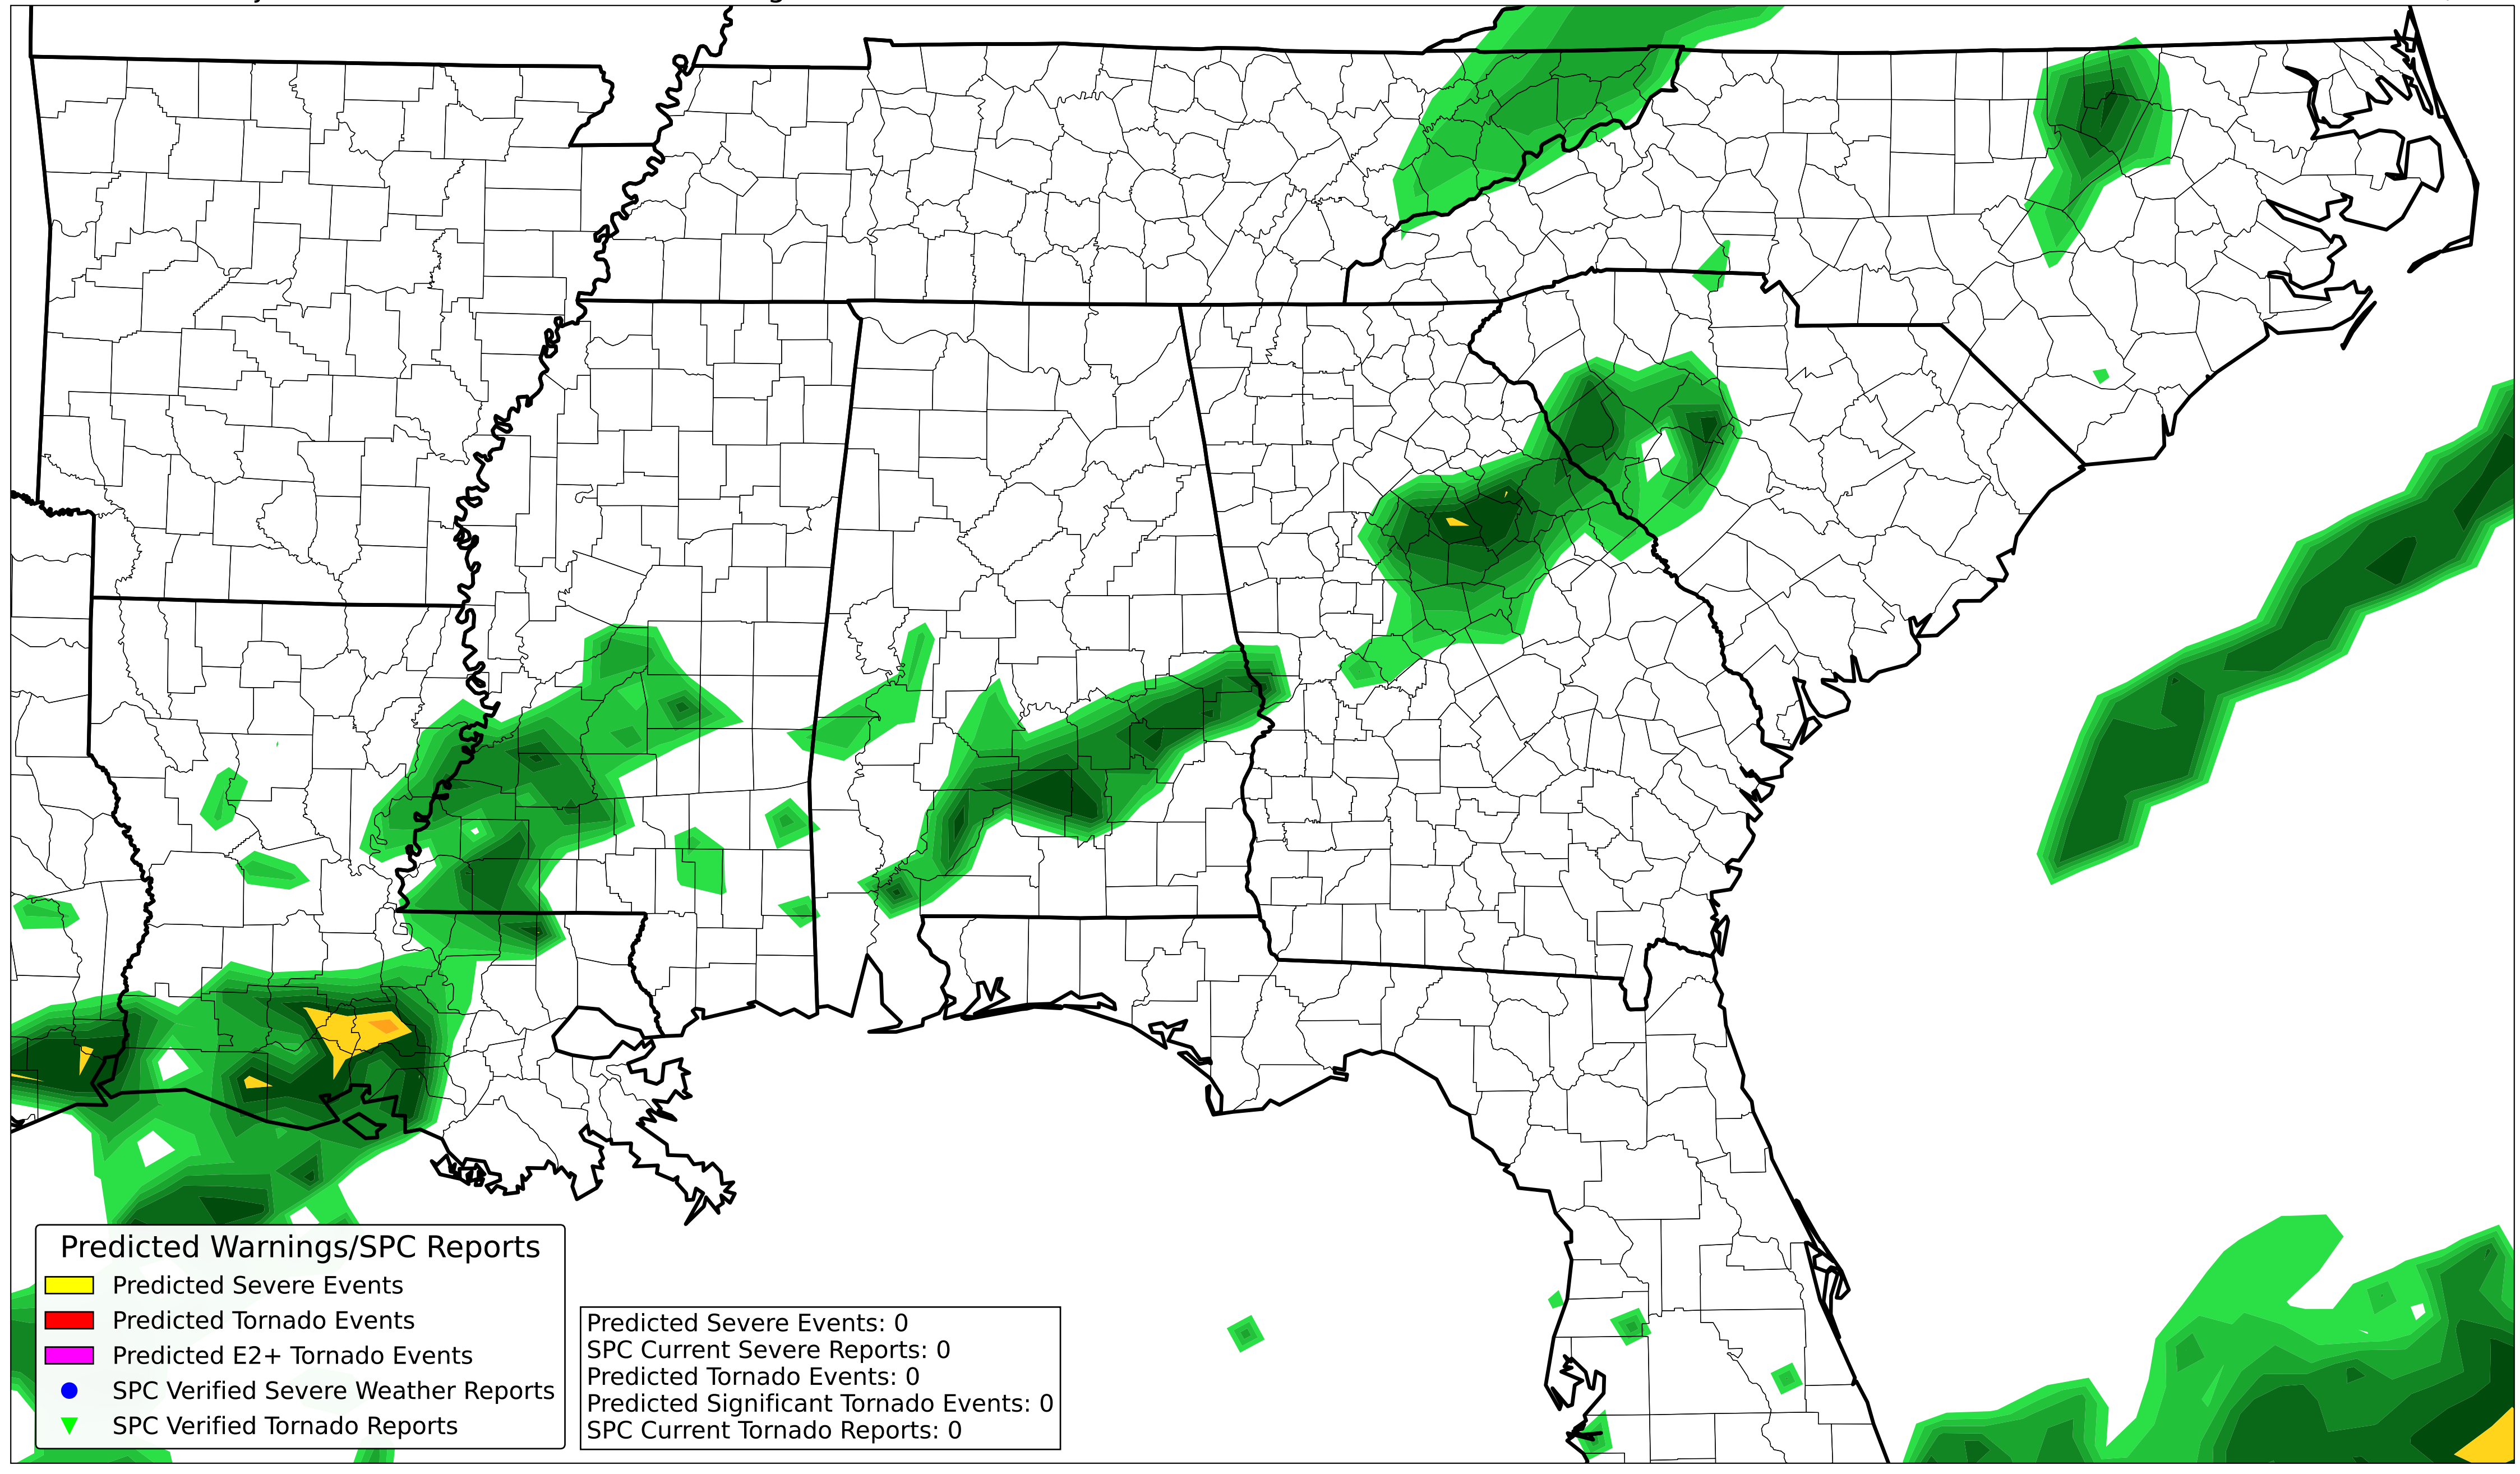 Predicted Warnings/SPC Reports
Predicted Severe Events
Predicted Tornado Events
Predicted E2+ Tornado Events
SPC Verified Severe Weather Reports
SPC Verified Tornado Reports
Predicted Severe Events: 0
SPC Current Severe Reports: 0
Predicted Tornado Events: 0
Predicted Significant Tornado Events: 0
SPC Current Tornado Reports: 0